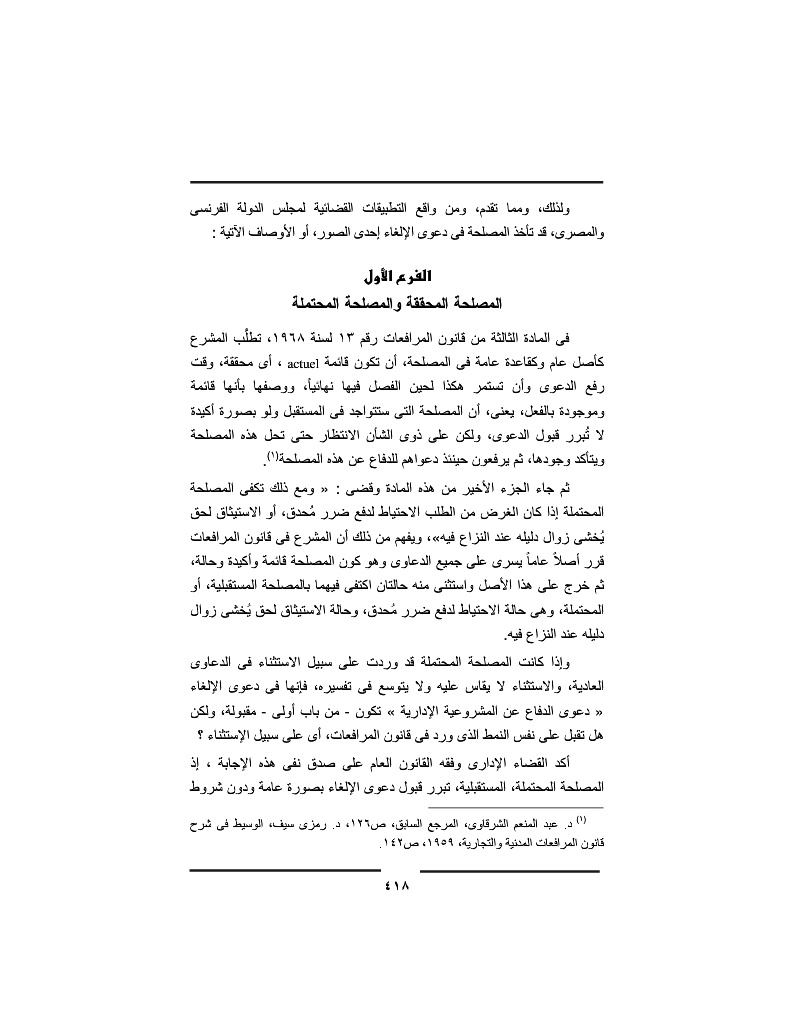 ولذلك، ومما تقدم، ومن واقع التطبيقات القضائية لمجلس الدولة الفرنسى
والمصرى، قد تأخذ المصلحة فى دعوى الإلغاء إحدى الصور، أو الأوصاف الآتية :
الفرع الأول
المصلحة المحققة والمصلحة المحتملة
فى المادة الثالثة من قانون المرافعات رقم ١٣ لسنة ١٩٦٨، تطلَّب المشرع
كأصل عام وكقاعدة عامة فى المصلحة، أن تكون قائمة actuel ، أى محققة، وقت
رفع الدعوى وأن تستمر هكذا لحين الفصل فيها نهائياً، ووصفها بأنها قائمة
وموجودة بالفعل، يعنى، أن المصلحة التى ستتواجد فى المستقبل ولو بصورة أكيدة
لا تُبرر قبول الدعوى، ولكن على ذوى الشأن الانتظار حتى تحل هذه المصلحة
ويتأكد وجودها، ثم يرفعون حينئذ دعواهم للدفاع عن هذه المصلحة(١).
ثم جاء الجزء الأخير من هذه المادة وقضى : « ومع ذلك تكفى المصلحة
المحتملة إذا كان الغرض من الطلب الاحتياط لدفع ضرر مُحدق، أو الاستيثاق لحق
يُخشى زوال دليله عند النزاع فيه»، ويفهم من ذلك أن المشرع فى قانون المرافعات
قرر أصلاً عاماً يسرى على جميع الدعاوى وهو كون المصلحة قائمة وأكيدة وحالة،
ثم خرج على هذا الأصل واستثنى منه حالتان اكتفى فيهما بالمصلحة المستقبلية، أو
المحتملة، وهى حالة الاحتياط لدفع ضرر مُحدق، وحالة الاستيثاق لحق يُخشى زوال
دليله عند النزاع فيه.
وإذا كانت المصلحة المحتملة قد وردت على سبيل الاستثناء فى الدعاوى
العادية، والاستثناء لا يقاس عليه ولا يتوسع فى تفسيره، فإنها فى دعوى الإلغاء
« دعوى الدفاع عن المشروعية الإدارية » تكون - من باب أولى - مقبولة، ولكن
هل تقبل على نفس النمط الذى ورد فى قانون المرافعات، أى على سبيل الإستثناء ؟
أكد القضاء الإدارى وفقه القانون العام على صدق نفى هذه الإجابة ، إذ
المصلحة المحتملة، المستقبلية، تبرر قبول دعوى الإلغاء بصورة عامة ودون شروط
(١) د. عبد المنعم الشرقاوى، المرجع السابق، ص١٢٦، د. رمزى سيف، الوسيط فى شرح
قانون المرافعات المدنية والتجارية، ١٩٥٩، ص١٤٢.
٤١٨